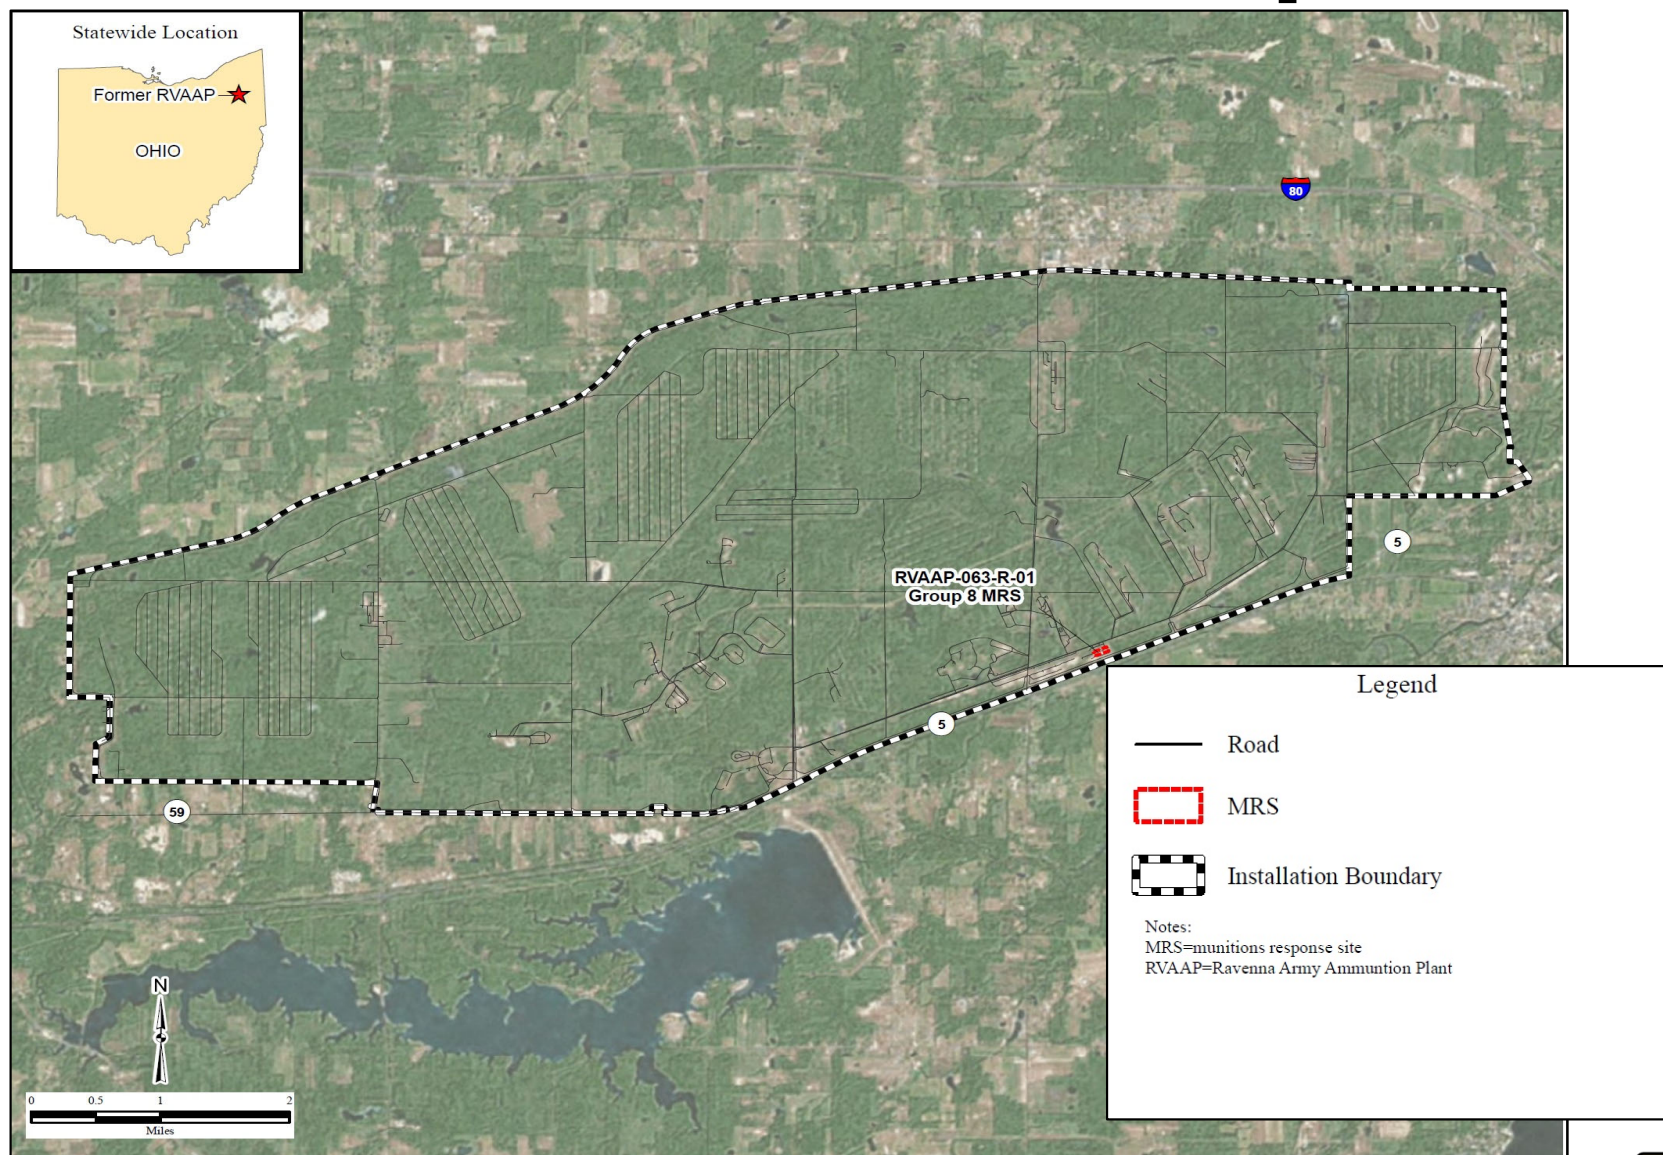 Statewide Location
Former RVAAP
OHIO
80
5
RVAAP-063-R-01
Group 8 MRS
5
59
Legend
Road
MRS
Installation Boundary
Notes:
MRS=munitions response site
RVAAP=Ravenna Army Ammuntion Plant
N
0 0.5 1 2
Miles